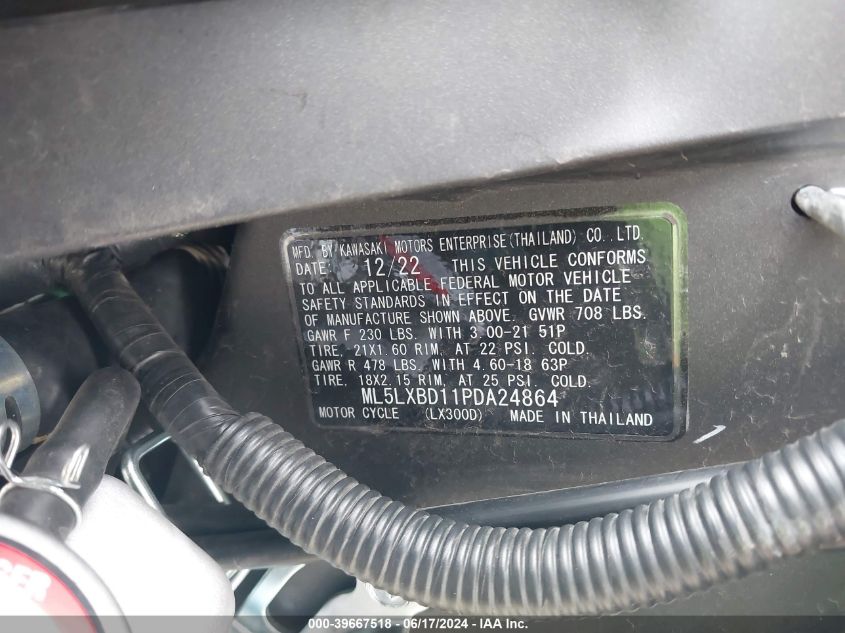 MFD. BY KAWASAKI MOTORS ENTERPRISE(THAILAND) CO.,LTD.
DATE: 12/22 THIS VEHICLE CONFORMS
TO ALL APPLICABLE FEDERAL MOTOR VEHICLE
SAFETY STANDARDS IN EFFECT ON THE DATE
OF MANUFACTURE SHOWN ABOVE. GVWR 708 LBS.
GAWR F 230 LBS. WITH 3.00-21 51P
TIRE, 21X1.60 RIM, AT 22 PSI. COLD.
GAWR R 478 LBS. WITH 4.60-18 63P
TIRE, 18X2.15 RIM, AT 25 PSI. COLD.
ML5LXBD11PDA24864
MOTOR CYCLE (LX300D) MADE IN THAILAND
000-39667518 - 06/17/2024 - IAA Inc.